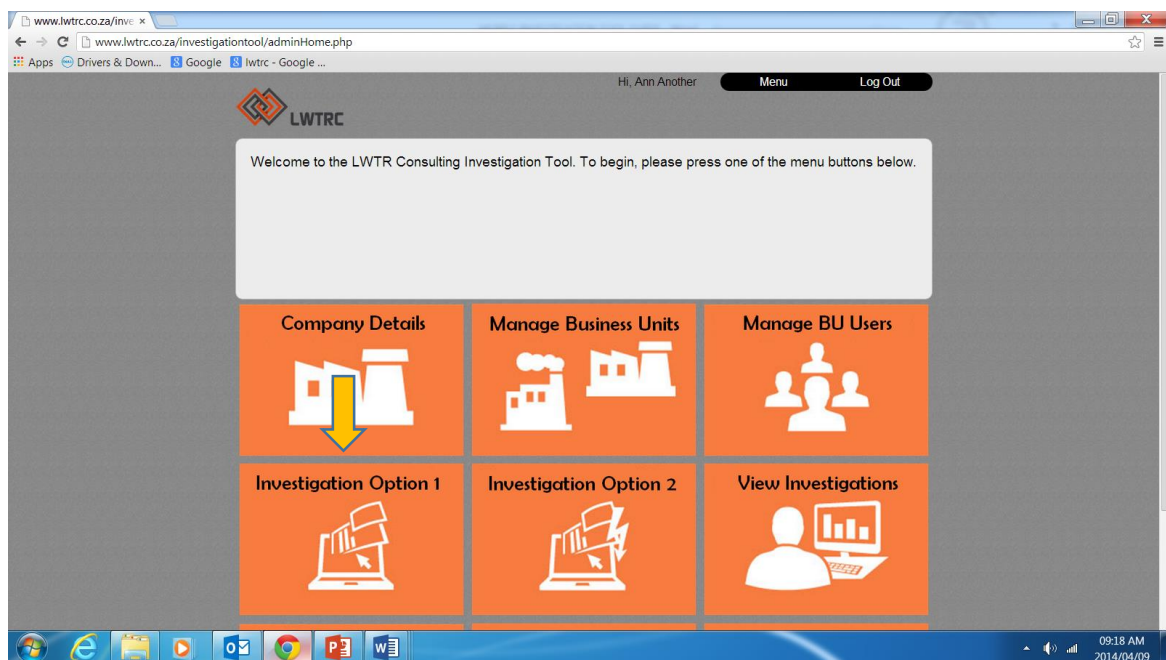 www.lwtrc.co.za/inve
www.lwtrc.co.za/investigationtool/adminHome.php
Apps Drivers & Down... Google lwtrc - Google ...
Hi, Ann Another Menu Log Out
LWTRC
Welcome to the LWTR Consulting Investigation Tool. To begin, please press one of the menu buttons below.
Company Details Manage Business Units Manage BU Users
Investigation Option 1 Investigation Option 2 View Investigations
09:18 AM
2014/04/09